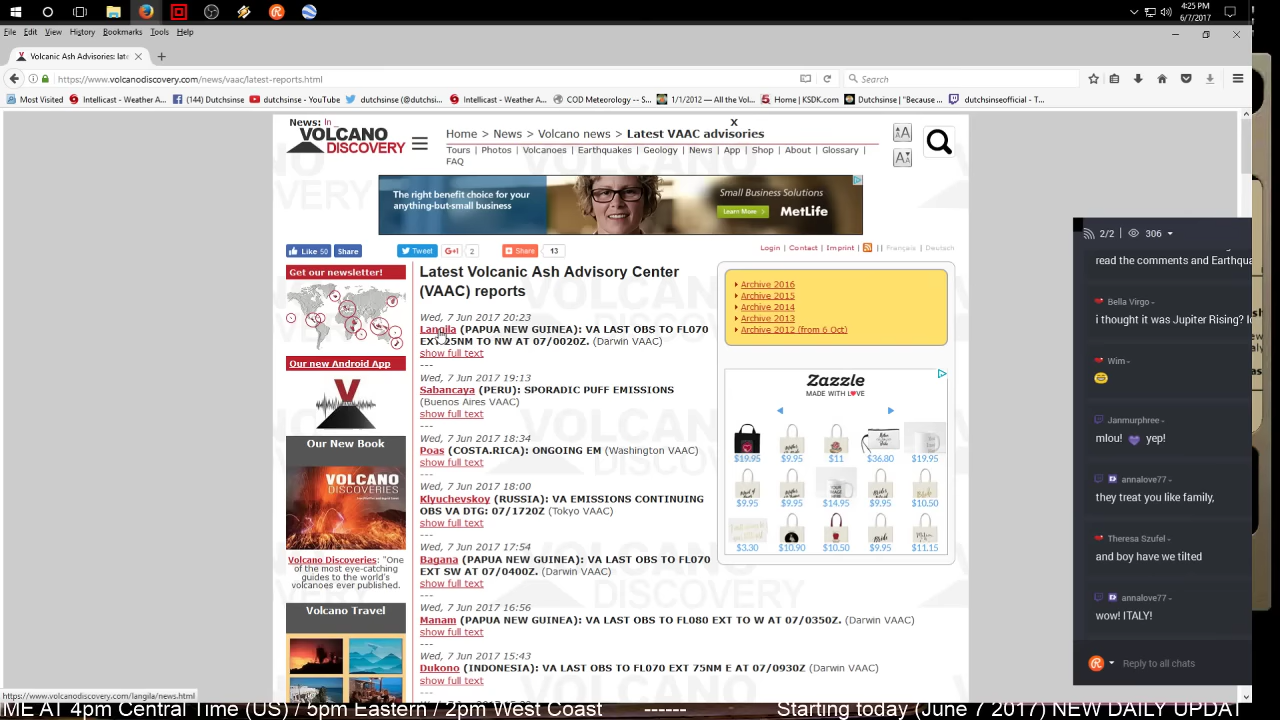 4:25 PM
6/7/2017
File Edit View History Bookmarks Tools Help
Volcanic Ash Advisories: late
https://www.volcanodiscovery.com/news/vaac/latest-reports.html
Search
Most Visited
Intellicast - Weather A...
(144) Dutchsinse
dutchsinse - YouTube
dutchsinse (@dutchsi...
Intellicast - Weather A...
COD Meteorology -- S...
1/1/2012 — All the Vol...
Home | KSDK.com
Dutchsinse | "Because ...
dutchsinseofficial - T...
News: In
VOLCANO
DISCOVERY
X
Home > News > Volcano news > Latest VAAC advisories
Tours | Photos | Volcanoes | Earthquakes | Geology | News | App | Shop | About | Glossary |
FAQ
The right benefit choice for your
anything-but-small business
Small Business Solutions
Learn More >
MetLife
Like 50
Share
Tweet
G+1
2
Share
13
Login | Contact | Imprint | || Français | Deutsch
Get our newsletter!
Our new Android App
Our New Book
VOLCANO
DISCOVERIES
Volcano Discoveries: "One
of the most eye-catching
guides to the world's
volcanoes ever published.
Volcano Travel
Latest Volcanic Ash Advisory Center
(VAAC) reports
Wed, 7 Jun 2017 20:23
Langila (PAPUA NEW GUINEA): VA LAST OBS TO FL070
EXT 25NM TO NW AT 07/0020Z. (Darwin VAAC)
show full text
---
Wed, 7 Jun 2017 19:13
Sabancaya (PERU): SPORADIC PUFF EMISSIONS
(Buenos Aires VAAC)
show full text
---
Wed, 7 Jun 2017 18:34
Poas (COSTA.RICA): ONGOING EM (Washington VAAC)
show full text
---
Wed, 7 Jun 2017 18:00
Klyuchevskoy (RUSSIA): VA EMISSIONS CONTINUING
OBS VA DTG: 07/1720Z (Tokyo VAAC)
show full text
---
Wed, 7 Jun 2017 17:54
Bagana (PAPUA NEW GUINEA): VA LAST OBS TO FL070
EXT SW AT 07/0400Z. (Darwin VAAC)
show full text
---
Wed, 7 Jun 2017 16:56
Manam (PAPUA NEW GUINEA): VA LAST OBS TO FL080 EXT TO W AT 07/0350Z. (Darwin VAAC)
show full text
---
Wed, 7 Jun 2017 15:43
Dukono (INDONESIA): VA LAST OBS TO FL070 EXT 75NM E AT 07/0930Z (Darwin VAAC)
show full text
---
Archive 2016
Archive 2015
Archive 2014
Archive 2013
Archive 2012 (from 6 Oct)
Zazzle
MADE WITH LOVE
$19.95 $9.95 $11 $36.80 $19.95
$9.95 $9.95 $14.95 $9.95 $10.50
$3.30 $10.90 $10.50 $9.95 $11.15
2/2 306
read the comments and Earthqua
Bella Virgo
i thought it was Jupiter Rising?
Wim
Janmurphree
mlou! yep!
annalove77
they treat you like family,
Theresa Szufel
and boy have we tilted
annalove77
wow! ITALY!
Reply to all chats
https://www.volcanodiscovery.com/langila/news.html
ME AT 4pm Central Time (US) / 5pm Eastern / 2pm West Coast ------ Starting today (June 7 2017) NEW DAILY UPDAT